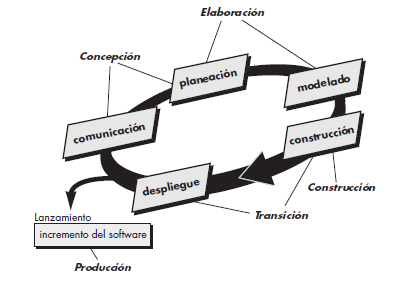 Elaboración
Concepción
planeación
modelado
comunicación
construcción
despliegue
Construcción
Lanzamiento
Transición
incremento del software
Producción